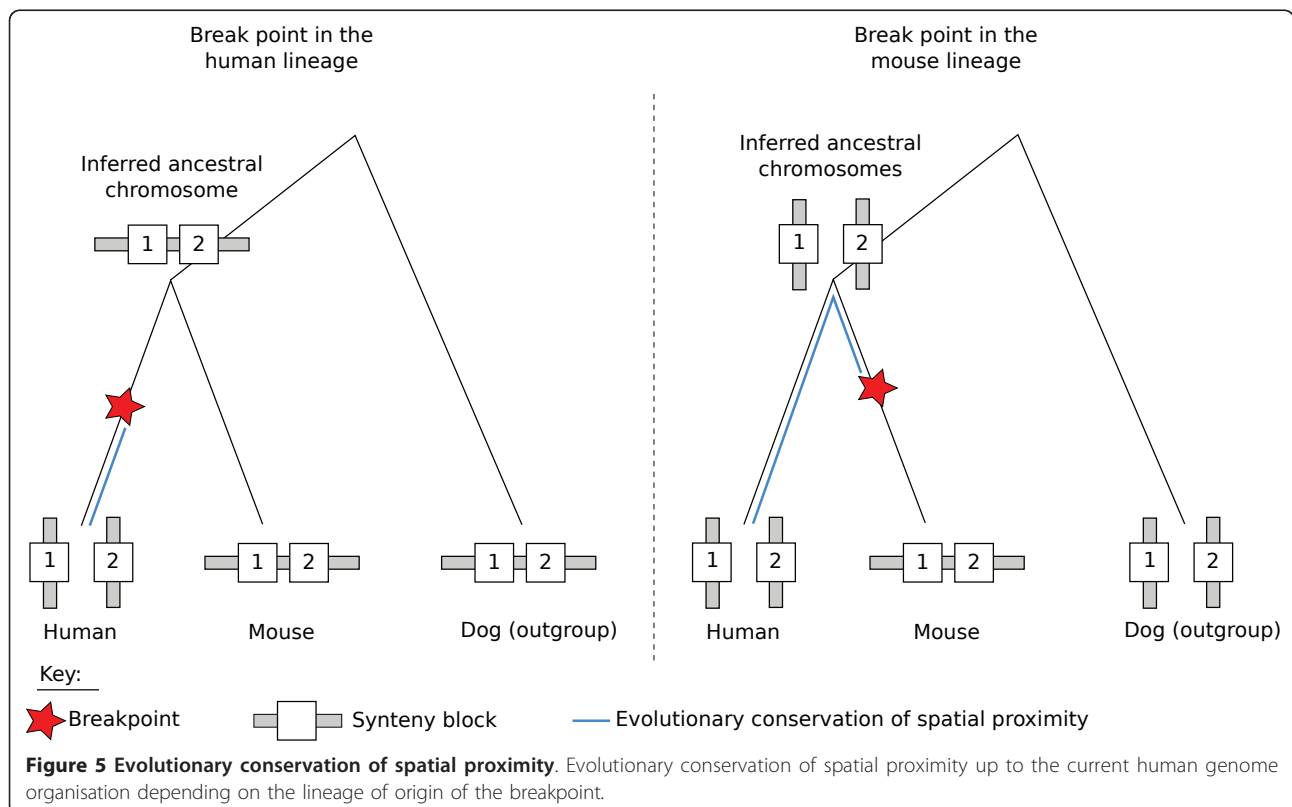 Break point in the
human lineage
Inferred ancestral
chromosome
1 2
1 2
1 2
1 2
Human
Mouse
Dog (outgroup)
Break point in the
mouse lineage
Inferred ancestral
chromosomes
1 2
1 2
1 2
1 2
Human
Mouse
Dog (outgroup)
Key:
Breakpoint
Synteny block
Evolutionary conservation of spatial proximity
Figure 5 Evolutionary conservation of spatial proximity. Evolutionary conservation of spatial proximity up to the current human genome
organisation depending on the lineage of origin of the breakpoint.